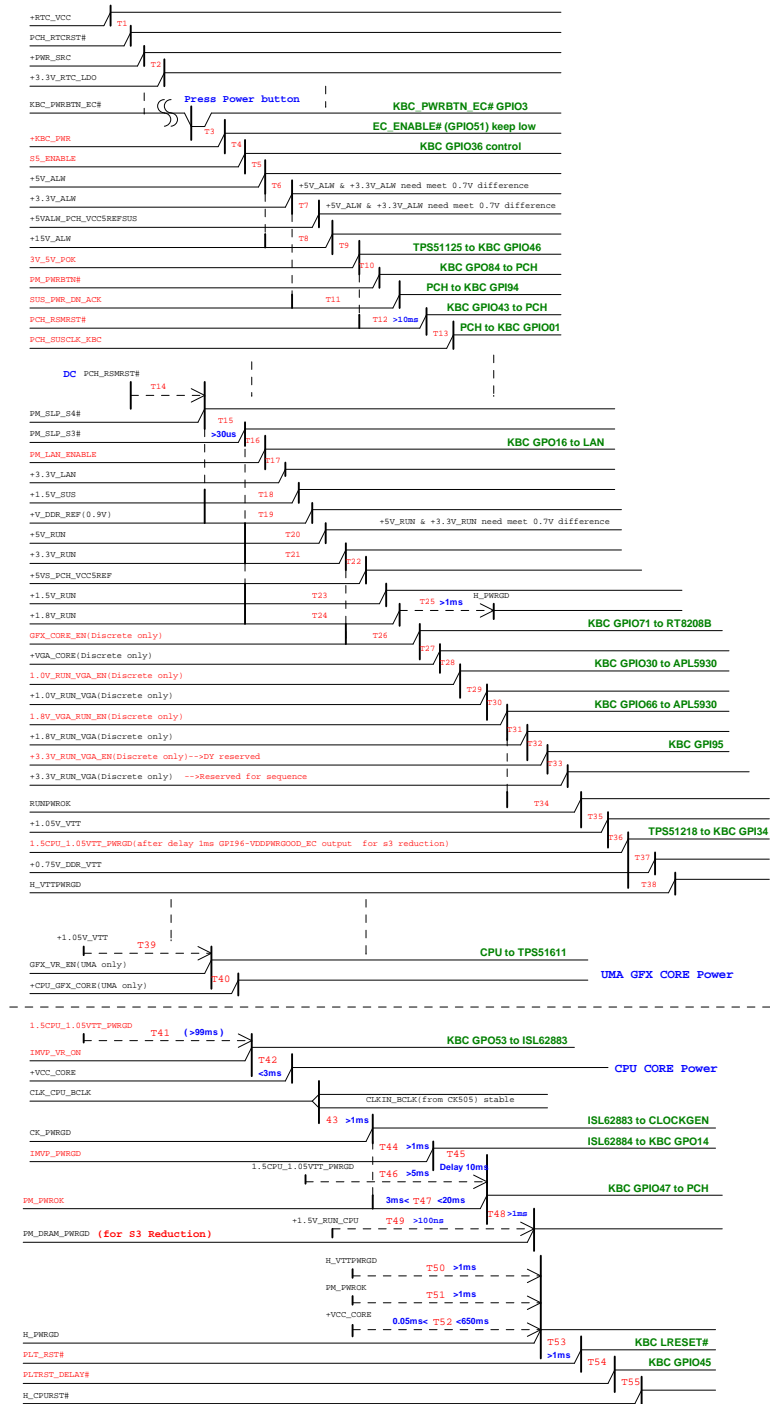 +RTC_VCC
T1
PCH_RTCRST#
+PWR_SRC
T2
+3.3V_RTC_LDO
Press Power button
KBC_PWRBTN_EC#
KBC_PWRBTN_EC# GPIO3
T3
EC_ENABLE# (GPIO51) keep low
+KBC_PWR
T4
KBC GPIO36 control
S5_ENABLE
T5
+5V_ALW
T6
+5V_ALW & +3.3V_ALW need meet 0.7V difference
+3.3V_ALW
T7
+5V_ALW & +3.3V_ALW need meet 0.7V difference
+5VALW_PCH_VCC5REFSUS
+15V_ALW
T8
T9
TPS51125 to KBC GPIO46
3V_5V_POK
T10
KBC GPO84 to PCH
PM_PWRBTN#
PCH to KBC GPI94
SUS_PWR_DN_ACK
T11
KBC GPIO43 to PCH
PCH_RSMRST#
T12 >10ms
T13
PCH to KBC GPIO01
PCH_SUSCLK_KBC
DC PCH_RSMRST#
T14
PM_SLP_S4#
T15
PM_SLP_S3#
>30us
T16
KBC GPO16 to LAN
PM_LAN_ENABLE
T17
+3.3V_LAN
+1.5V_SUS
T18
+V_DDR_REF(0.9V)
T19
+5V_RUN & +3.3V_RUN need meet 0.7V difference
+5V_RUN
T20
+3.3V_RUN
T21
T22
+5VS_PCH_VCC5REF
+1.5V_RUN
T23
T25 >1ms
H_PWRGD
+1.8V_RUN
T24
KBC GPIO71 to RT8208B
GFX_CORE_EN(Discrete only)
T26
T27
+VGA_CORE(Discrete only)
T28
KBC GPIO30 to APL5930
1.0V_RUN_VGA_EN(Discrete only)
T29
+1.0V_RUN_VGA(Discrete only)
T30
KBC GPIO66 to APL5930
1.8V_VGA_RUN_EN(Discrete only)
T31
+1.8V_RUN_VGA(Discrete only)
T32
KBC GPI95
+3.3V_RUN_VGA_EN(Discrete only)-->DY reserved
T33
+3.3V_RUN_VGA(Discrete only) -->Reserved for sequence
RUNPWROK
T34
T35
+1.05V_VTT
TPS51218 to KBC GPI34
T36
1.5CPU_1.05VTT_PWRGD(after delay 1ms GPI96-VDDPWRGOOD_EC output for s3 reduction)
T37
+0.75V_DDR_VTT
H_VTTPWRGD
T38
+1.05V_VTT
T39
CPU to TPS51611
GFX_VR_EN(UMA only)
T40
UMA GFX CORE Power
+CPU_GFX_CORE(UMA only)
1.5CPU_1.05VTT_PWRGD
T41 (>99ms)
KBC GPO53 to ISL62883
IMVP_VR_ON
T42
CPU CORE Power
+VCC_CORE
<3ms
CLK_CPU_BCLK
CLKIN_BCLK(from CK505) stable
43 >1ms
ISL62883 to CLOCKGEN
CK_PWRGD
T44 >1ms
ISL62884 to KBC GPO14
IMVP_PWRGD
T45
1.5CPU_1.05VTT_PWRGD
Delay 10ms
T46 >5ms
KBC GPIO47 to PCH
PM_PWROK
3ms< T47 <20ms
T48 >1ms
+1.5V_RUN_CPU
T49 >100ns
PM_DRAM_PWRGD (for S3 Reduction)
H_VTTPWRGD
T50 >1ms
PM_PWROK
T51 >1ms
+VCC_CORE
0.05ms< T52 <650ms
H_PWRGD
T53
KBC LRESET#
PLT_RST#
>1ms
T54
KBC GPIO45
PLTRST_DELAY#
T55
H_CPURST#